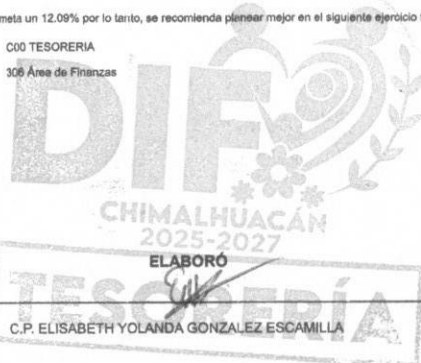 meta un 12.09% por lo tanto, se recomienda planear mejor en el siguiente ejercicio
C00 TESORERIA
306 Área de Finanzas
DIF
CHIMALHUACÁN
2025-2027
ELABORÓ
TESORERÍA
C.P. ELISABETH YOLANDA GONZALEZ ESCAMILLA